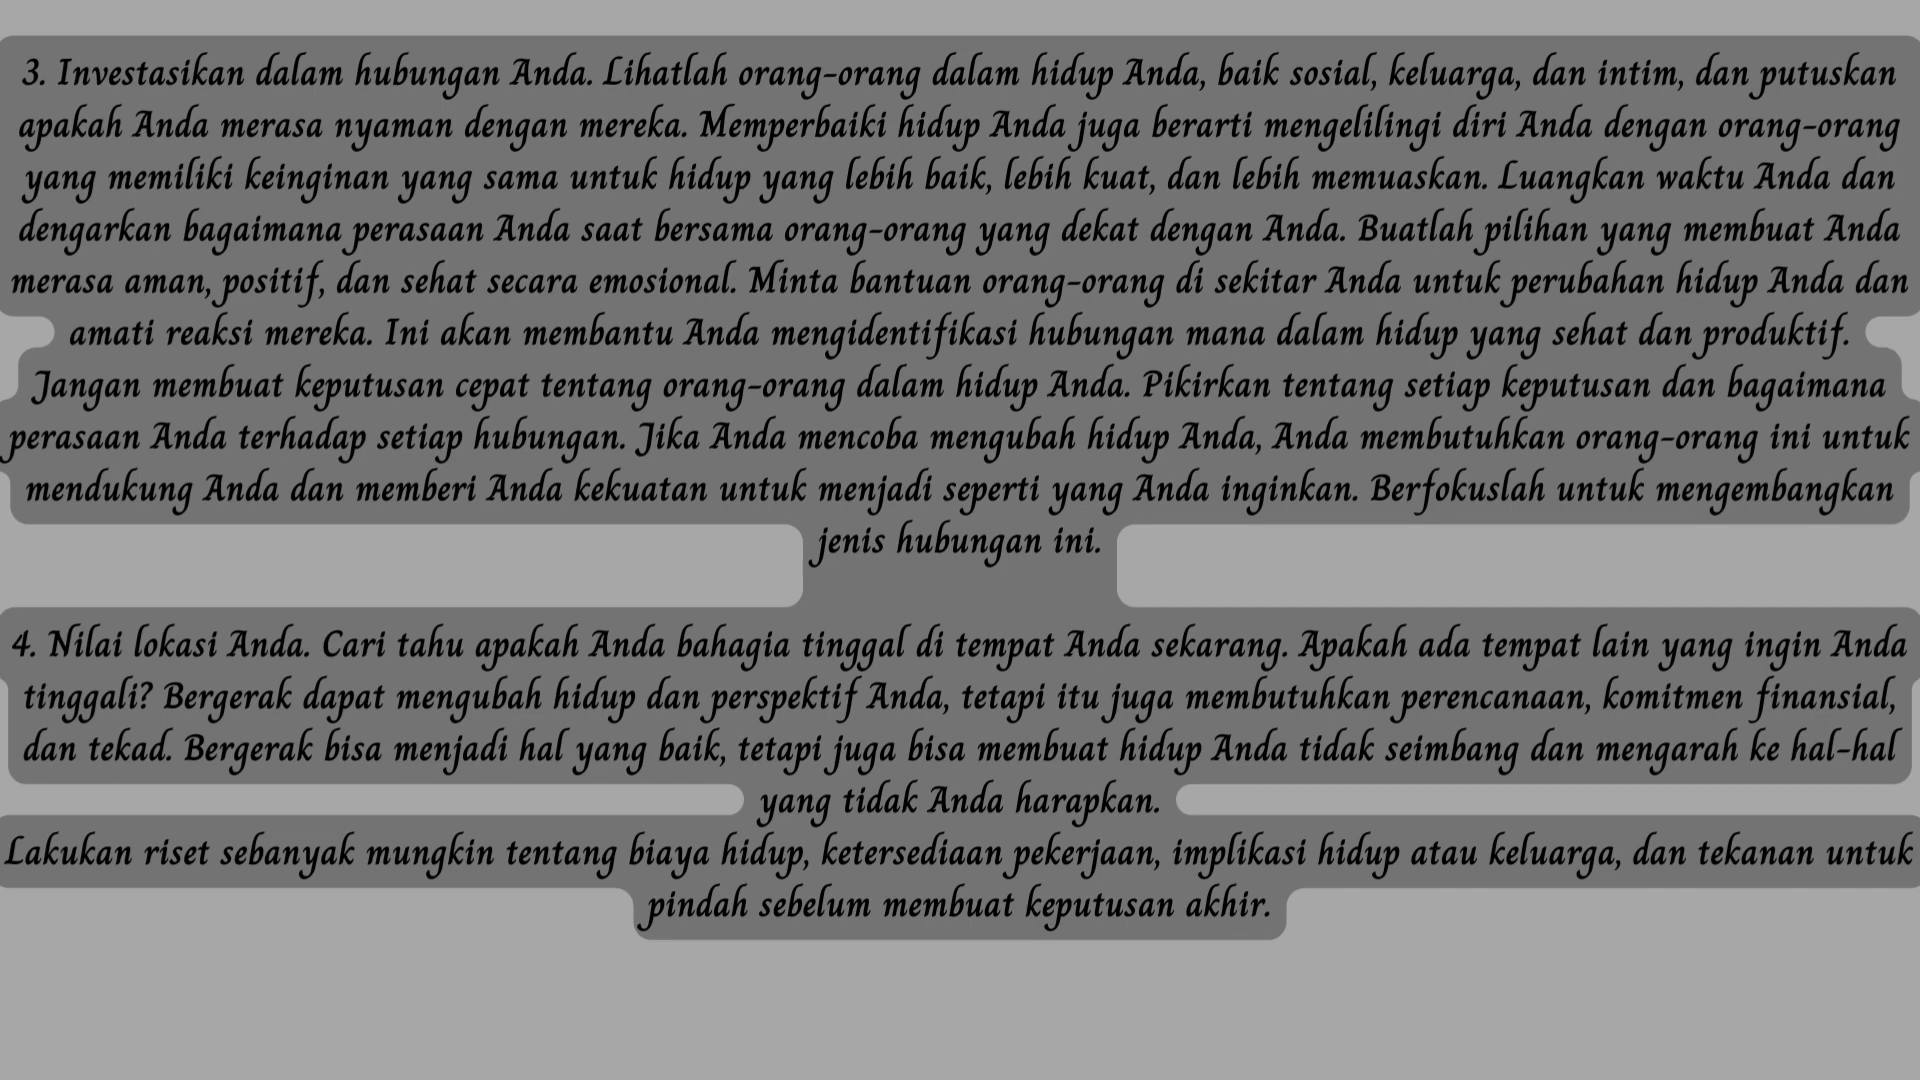 3. Investasikan dalam hubungan Anda. Lihatlah orang-orang dalam hidup Anda, baik sosial, keluarga, dan intim, dan putuskan
apakah Anda merasa nyaman dengan mereka. Memperbaiki hidup Anda juga berarti mengelilingi diri Anda dengan orang-orang
yang memiliki keinginan yang sama untuk hidup yang lebih baik, lebih kuat, dan lebih memuaskan. Luangkan waktu Anda dan
dengarkan bagaimana perasaan Anda saat bersama orang-orang yang dekat dengan Anda. Buatlah pilihan yang membuat Anda
merasa aman, positif, dan sehat secara emosional. Minta bantuan orang-orang di sekitar Anda untuk perubahan hidup Anda dan
amati reaksi mereka. Ini akan membantu Anda mengidentifikasi hubungan mana dalam hidup yang sehat dan produktif.
Jangan membuat keputusan cepat tentang orang-orang dalam hidup Anda. Pikirkan tentang setiap keputusan dan bagaimana
perasaan Anda terhadap setiap hubungan. Jika Anda mencoba mengubah hidup Anda, Anda membutuhkan orang-orang ini untuk
mendukung Anda dan memberi Anda kekuatan untuk menjadi seperti yang Anda inginkan. Berfokuslah untuk mengembangkan
jenis hubungan ini.
4. Nilai lokasi Anda. Cari tahu apakah Anda bahagia tinggal di tempat Anda sekarang. Apakah ada tempat lain yang ingin Anda
tinggali? Bergerak dapat mengubah hidup dan perspektif Anda, tetapi itu juga membutuhkan perencanaan, komitmen finansial,
dan tekad. Bergerak bisa menjadi hal yang baik, tetapi juga bisa membuat hidup Anda tidak seimbang dan mengarah ke hal-hal
yang tidak Anda harapkan.
Lakukan riset sebanyak mungkin tentang biaya hidup, ketersediaan pekerjaan, implikasi hidup atau keluarga, dan tekanan untuk
pindah sebelum membuat keputusan akhir.